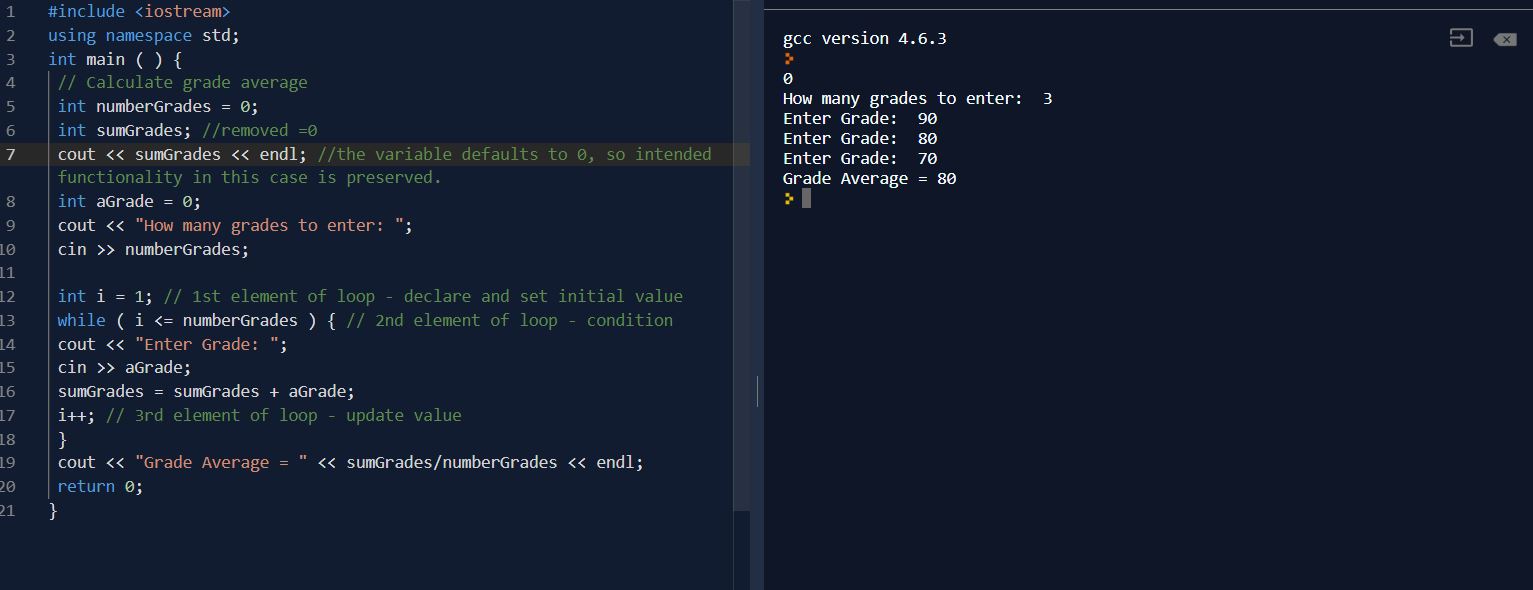 1 #include <iostream>
2 using namespace std;
3 int main ( ) {
4 // Calculate grade average
5 int numberGrades = 0;
6 int sumGrades; //removed =0
7 cout << sumGrades << endl; //the variable defaults to 0, so intended
functionality in this case is preserved.
8 int aGrade = 0;
9 cout << "How many grades to enter: ";
10 cin >> numberGrades;
11
12 int i = 1; // 1st element of loop - declare and set initial value
13 while ( i <= numberGrades ) { // 2nd element of loop - condition
14 cout << "Enter Grade: ";
15 cin >> aGrade;
16 sumGrades = sumGrades + aGrade;
17 i++; // 3rd element of loop - update value
18 }
19 cout << "Grade Average = " << sumGrades/numberGrades << endl;
20 return 0;
21 }
gcc version 4.6.3
0
How many grades to enter:  3
Enter Grade:  90
Enter Grade:  80
Enter Grade:  70
Grade Average = 80